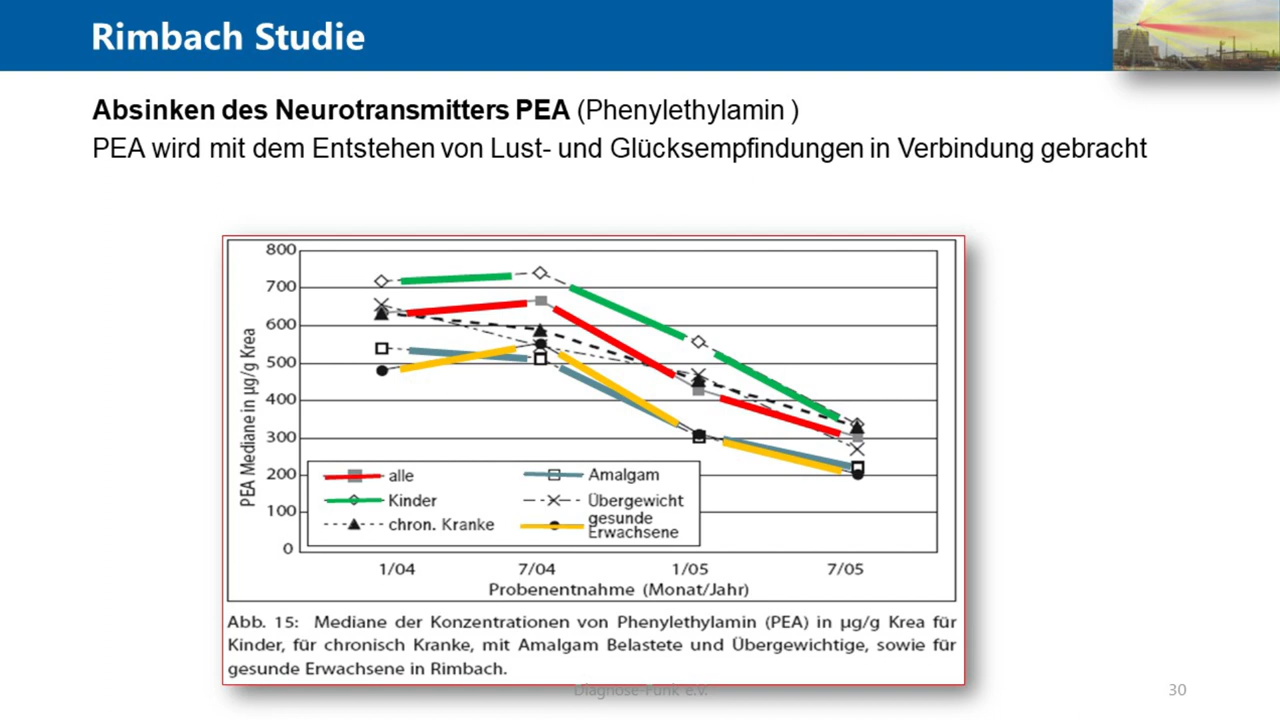 Rimbach Studie
Absinken des Neurotransmitters PEA (Phenylethylamin )
PEA wird mit dem Entstehen von Lust- und Glücksempfindungen in Verbindung gebracht
800
700
600
500
400
300
200
100
0
PEA Mediane in µg/g Krea
alle
Kinder
chron. Kranke
Amalgam
Übergewicht
gesunde
Erwachsene
1/04 7/04 1/05 7/05
Probenentnahme (Monat/Jahr)
Abb. 15: Mediane der Konzentrationen von Phenylethylamin (PEA) in µg/g Krea für
Kinder, für chronisch Kranke, mit Amalgam Belastete und Übergewichtige, sowie für
gesunde Erwachsene in Rimbach.
Diagnose-Funk e.V.
30